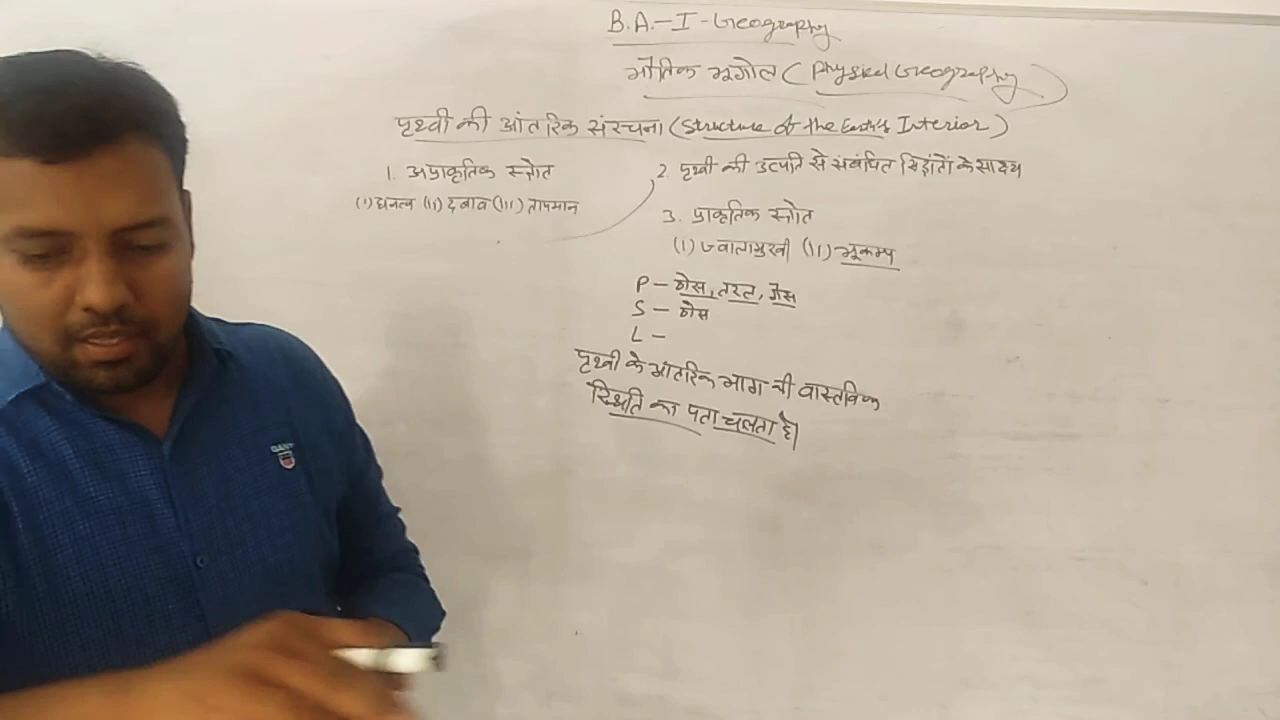 B.A.-I-Geography
भौतिक भूगोल (Physical Geography)
पृथ्वी की आंतरिक संरचना (Structure of the Earth's Interior)
1. अप्राकृतिक स्त्रोत
(i) घनत्व (ii) दबाव (iii) तापमान
2. पृथ्वी की उत्पति से संबंधित सिद्वांतों के साक्ष्य
3. प्राकृतिक स्त्रोत
(i) ज्वालामुखी (ii) भूकम्प
P - ठोस, तरल, गैस
S - ठोस
L -
पृथ्वी के आंतरिक भाग की वास्तविक
स्थिति का पता चलता है।
GANT